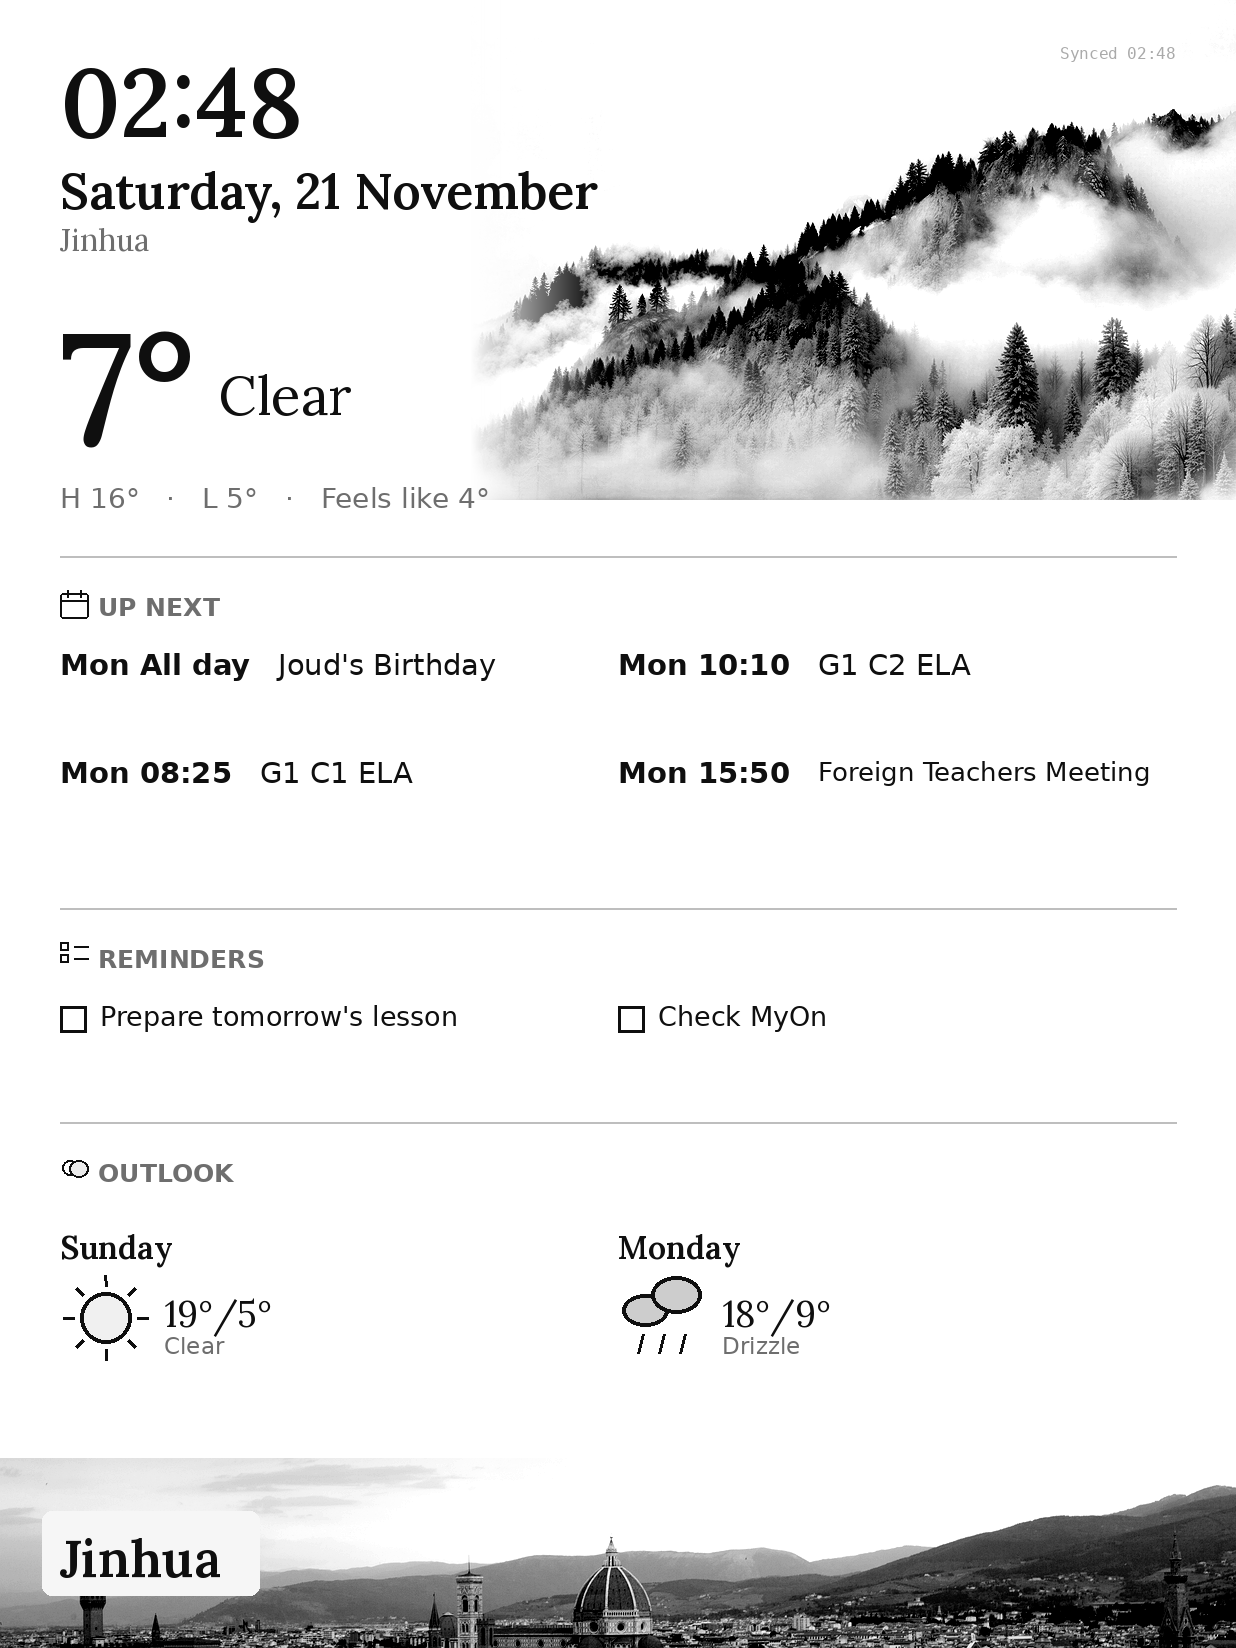 Synced 02:48
02:48
Saturday, 21 November
Jinhua
7° Clear
H 16° · L 5° · Feels like 4°
UP NEXT
Mon All day Joud's Birthday
Mon 10:10 G1 C2 ELA
Mon 08:25 G1 C1 ELA
Mon 15:50 Foreign Teachers Meeting
REMINDERS
Prepare tomorrow's lesson
Check MyOn
OUTLOOK
Sunday
19°/5°
Clear
Monday
18°/9°
Drizzle
Jinhua